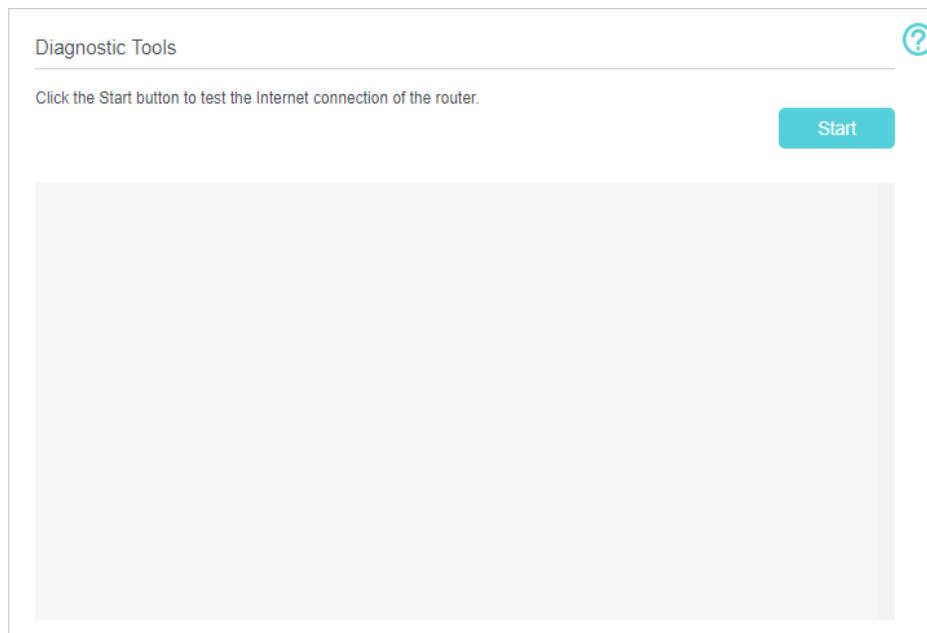 Diagnostic Tools
Click the Start button to test the Internet connection of the router.
Start